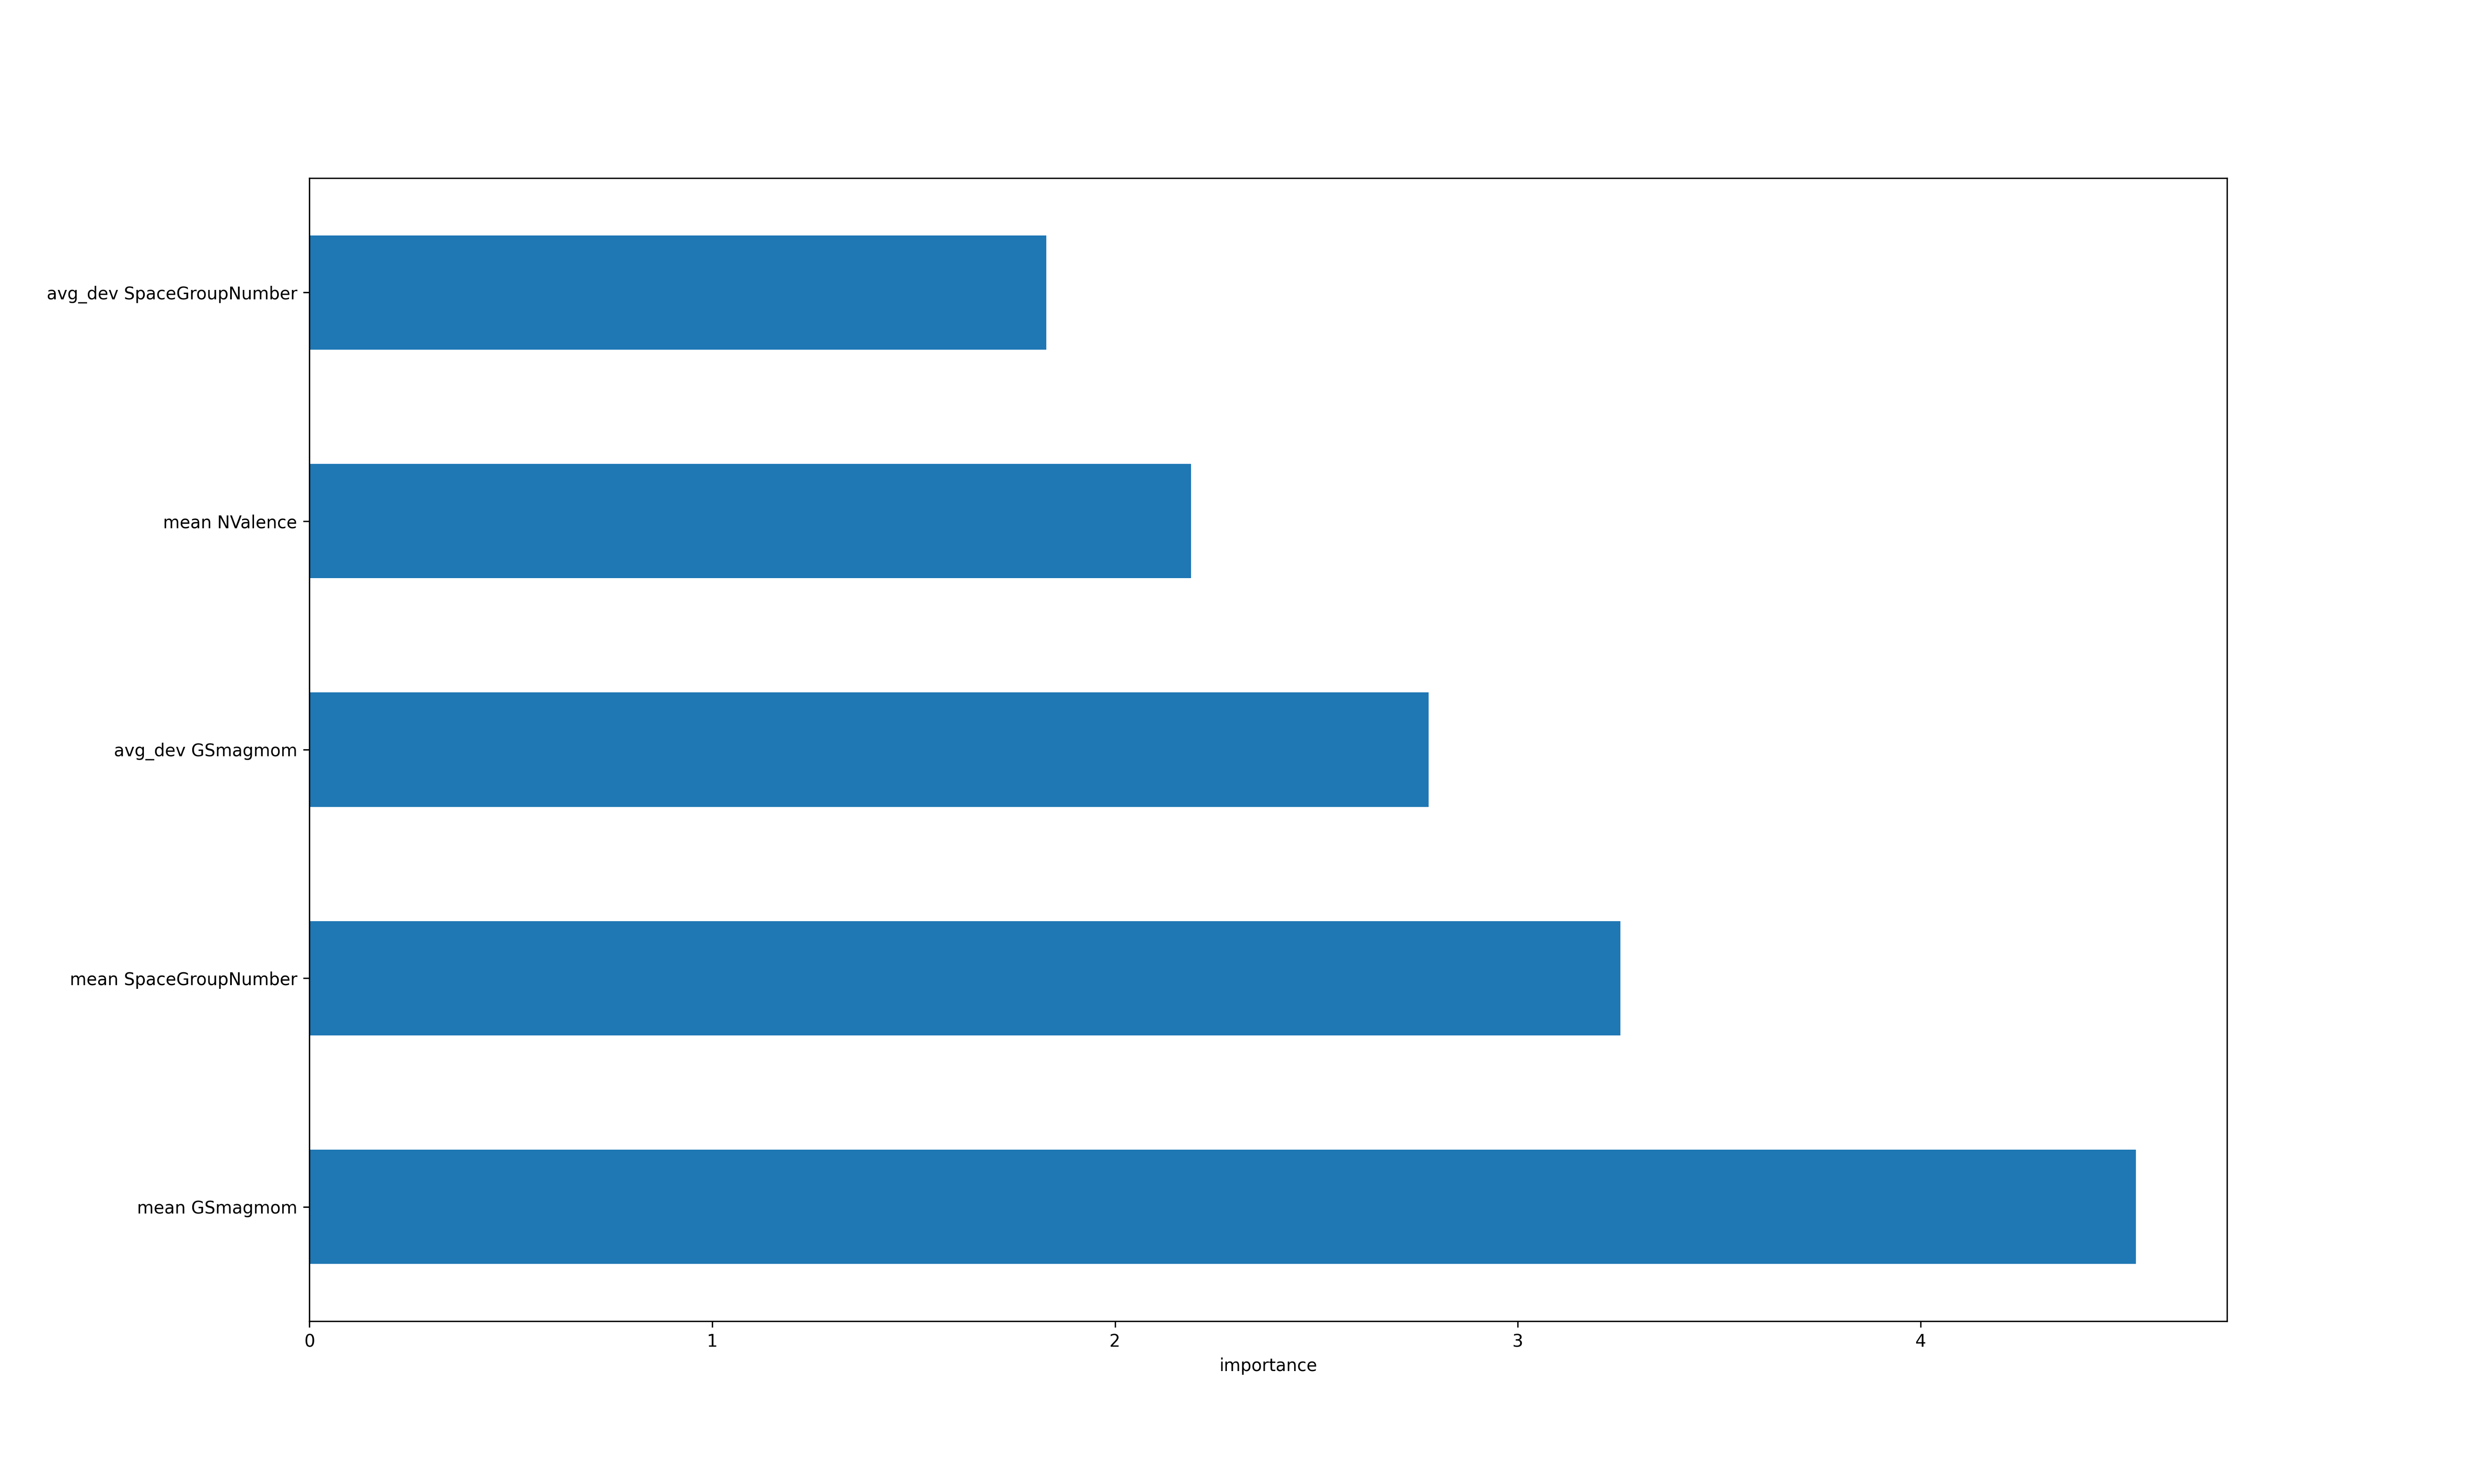 avg_dev SpaceGroupNumber
mean NValence
avg_dev GSmagmom
mean SpaceGroupNumber
mean GSmagmom
0 1 2 3 4
importance